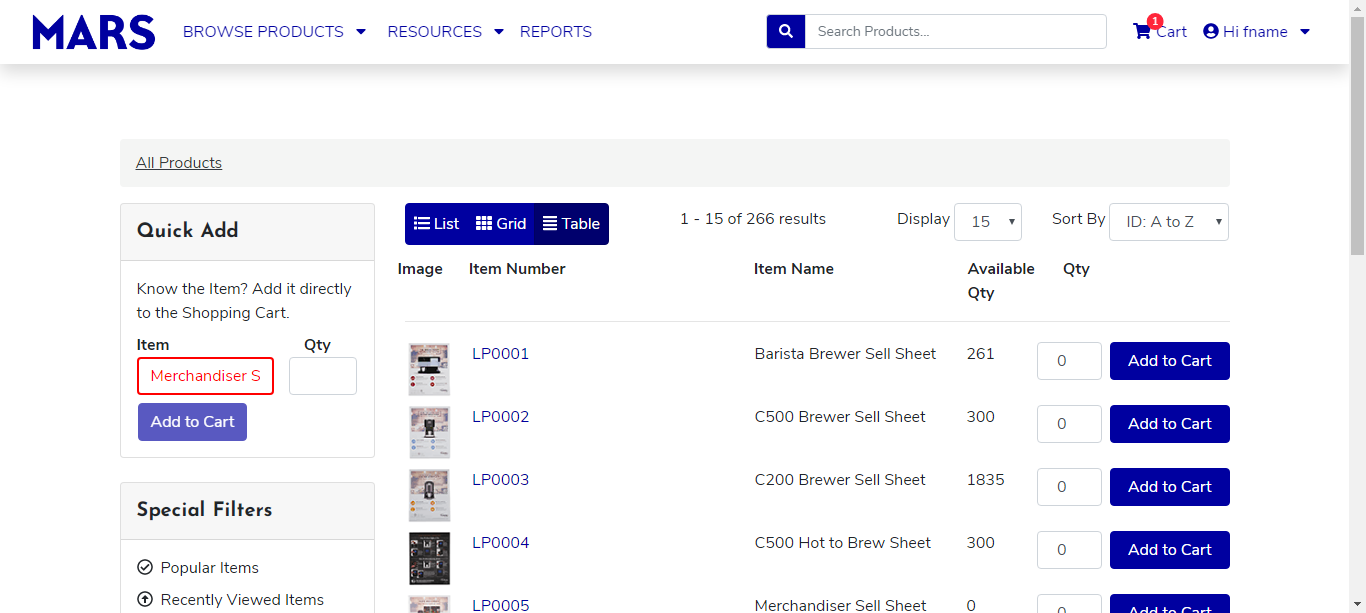 MARS BROWSE PRODUCTS RESOURCES REPORTS Search Products... 1 Cart Hi fname
All Products
Quick Add
Know the Item? Add it directly
to the Shopping Cart.
Item Qty
Merchandiser S
Add to Cart
Special Filters
Popular Items
Recently Viewed Items
List Grid Table 1 - 15 of 266 results Display 15 Sort By ID: A to Z
Image Item Number Item Name Available Qty Qty
LP0001 Barista Brewer Sell Sheet 261 0 Add to Cart
LP0002 C500 Brewer Sell Sheet 300 0 Add to Cart
LP0003 C200 Brewer Sell Sheet 1835 0 Add to Cart
LP0004 C500 Hot to Brew Sheet 300 0 Add to Cart
LP0005 Merchandiser Sell Sheet 0 0 Add to Cart